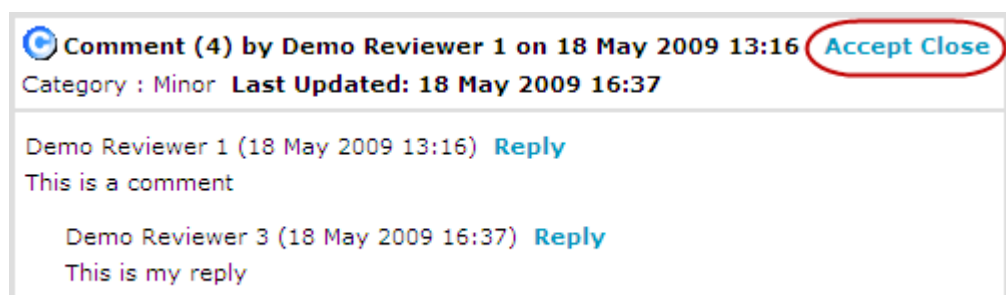 Comment (4) by Demo Reviewer 1 on 18 May 2009 13:16 Accept Close
Category : Minor Last Updated: 18 May 2009 16:37
Demo Reviewer 1 (18 May 2009 13:16) Reply
This is a comment
Demo Reviewer 3 (18 May 2009 16:37) Reply
This is my reply